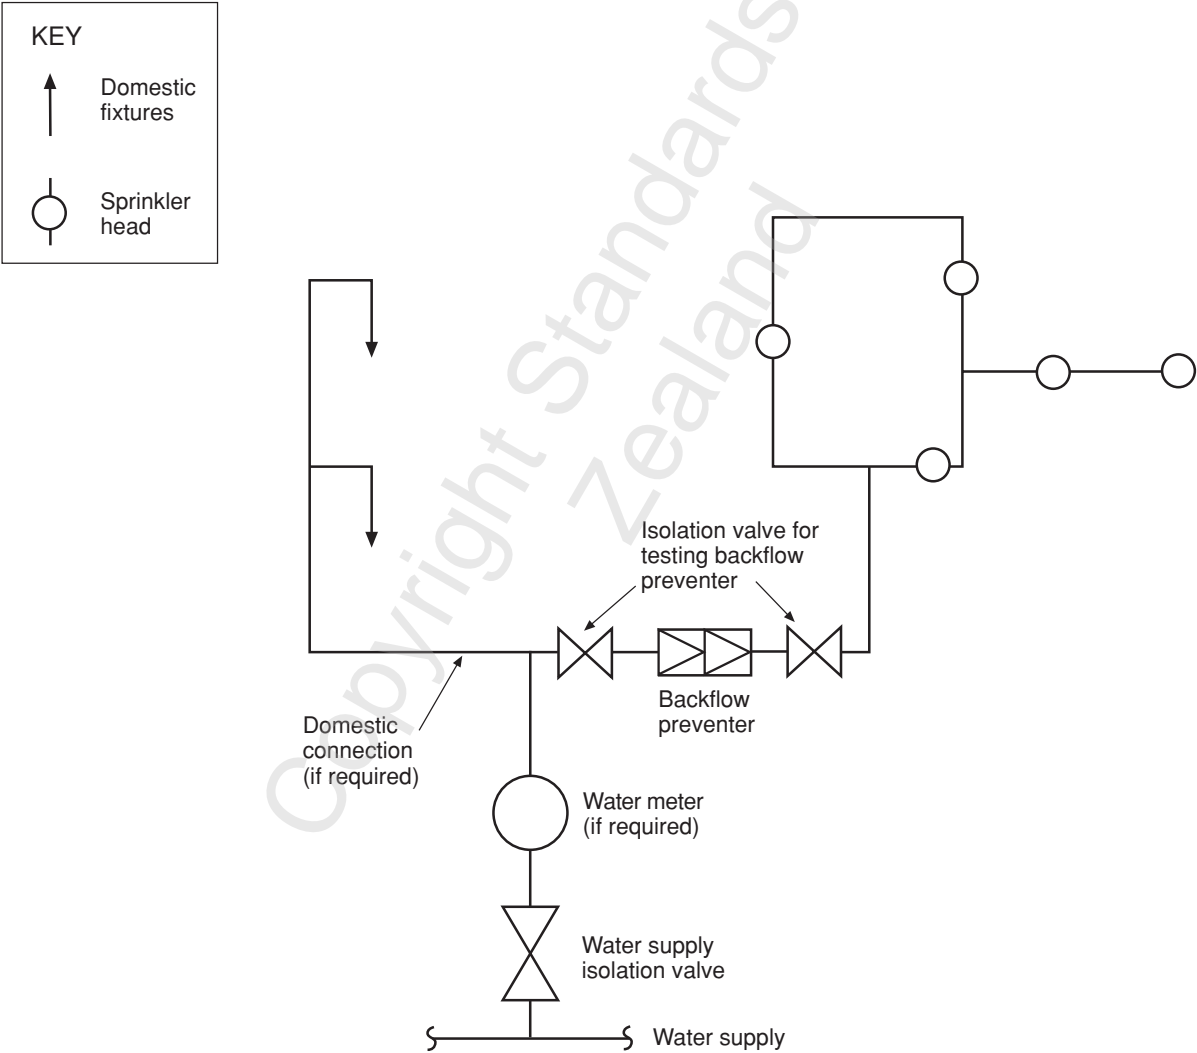 KEY
Domestic
fixtures
Sprinkler
head
Copyright Standards
Zealand
Isolation valve for
testing backflow
preventer
Backflow
preventer
Domestic
connection
(if required)
Water meter
(if required)
Water supply
isolation valve
Water supply